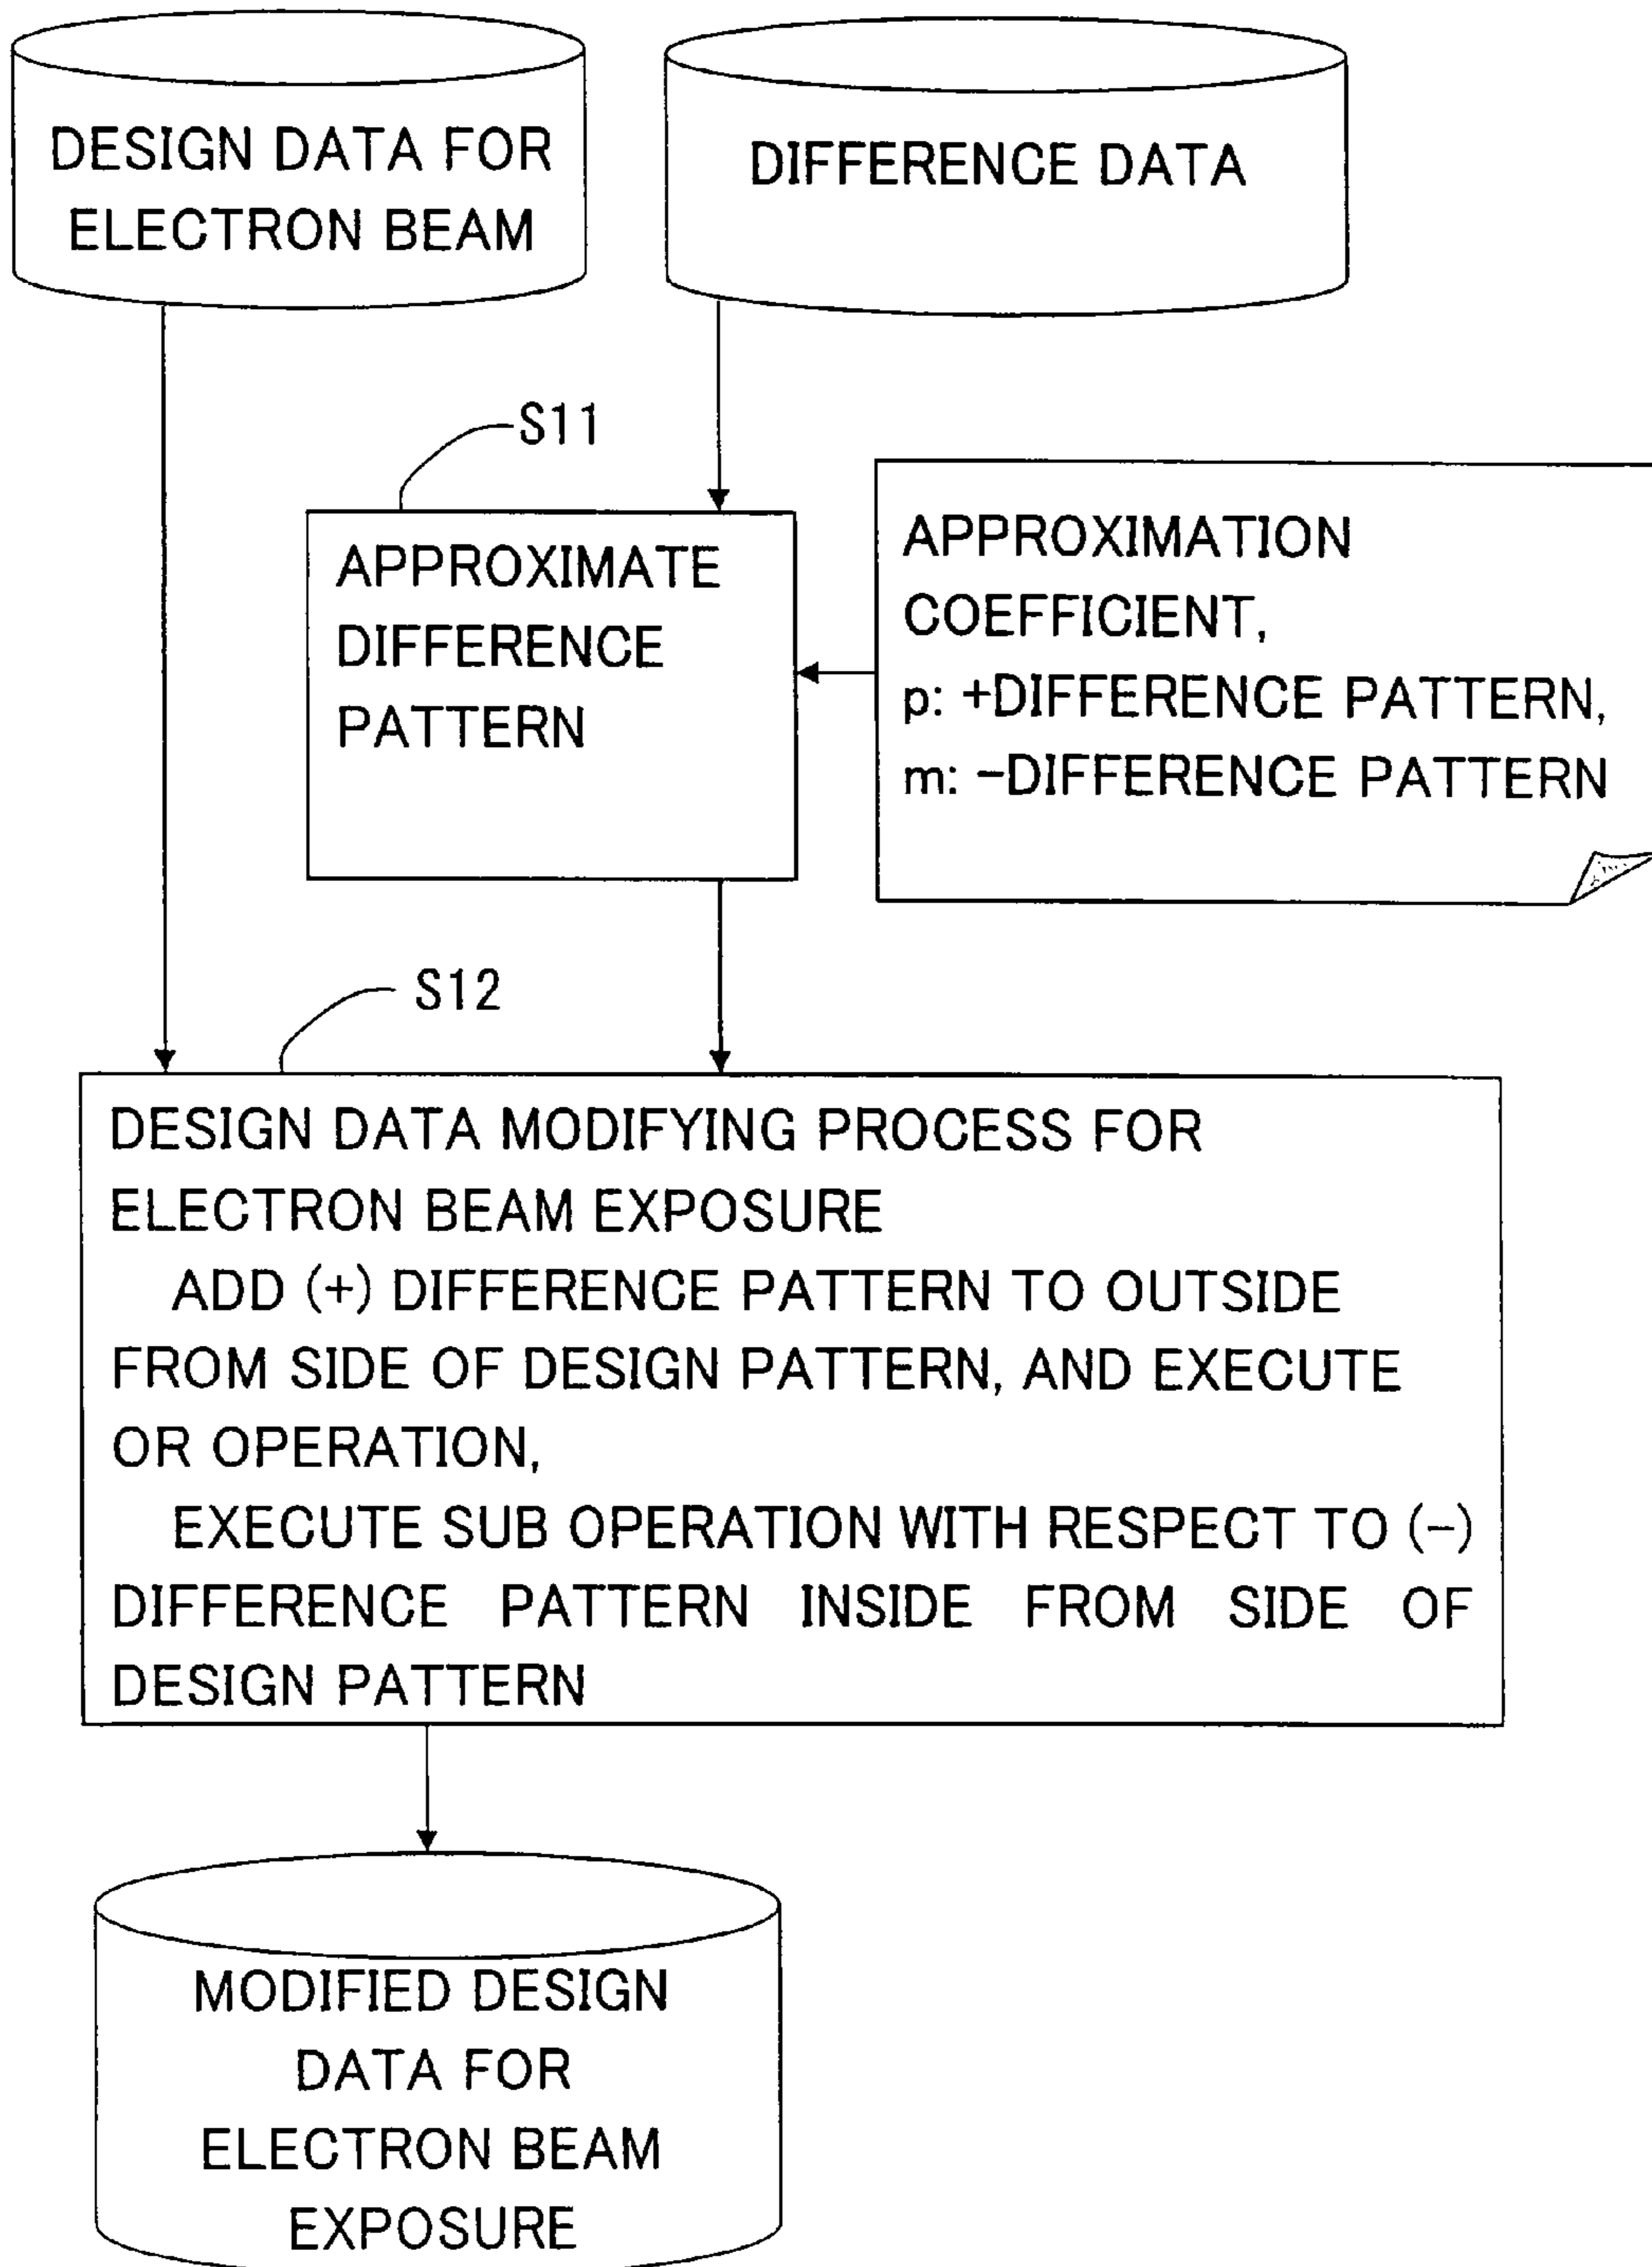 DESIGN DATA FOR
ELECTRON BEAM
DIFFERENCE DATA
S11
APPROXIMATE
DIFFERENCE
PATTERN
APPROXIMATION
COEFFICIENT,
p: +DIFFERENCE PATTERN,
m: -DIFFERENCE PATTERN
S12
DESIGN DATA MODIFYING PROCESS FOR
ELECTRON BEAM EXPOSURE
ADD (+) DIFFERENCE PATTERN TO OUTSIDE
FROM SIDE OF DESIGN PATTERN, AND EXECUTE
OR OPERATION,
EXECUTE SUB OPERATION WITH RESPECT TO (-)
DIFFERENCE PATTERN INSIDE FROM SIDE OF
DESIGN PATTERN
MODIFIED DESIGN
DATA FOR
ELECTRON BEAM
EXPOSURE